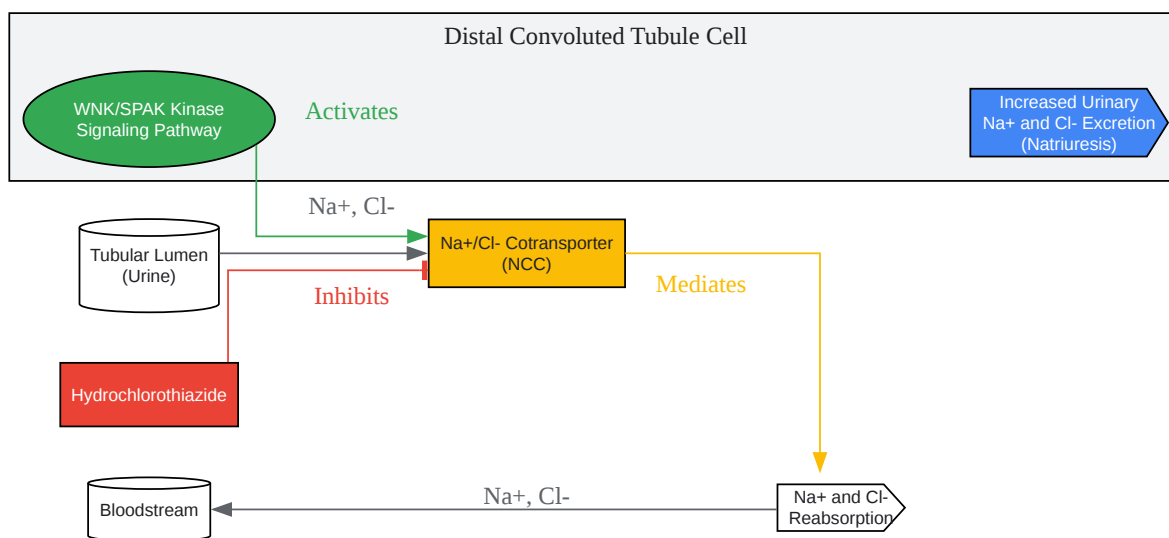 Distal Convoluted Tubule Cell
WNK/SPAK Kinase
Signaling Pathway
Activates
Increased Urinary
Na+ and Cl- Excretion
(Natriuresis)
Na+, Cl-
Tubular Lumen
(Urine)
Na+/Cl- Cotransporter
(NCC)
Inhibits
Mediates
Hydrochlorothiazide
Bloodstream
Na+, Cl-
Na+ and Cl-
Reabsorption